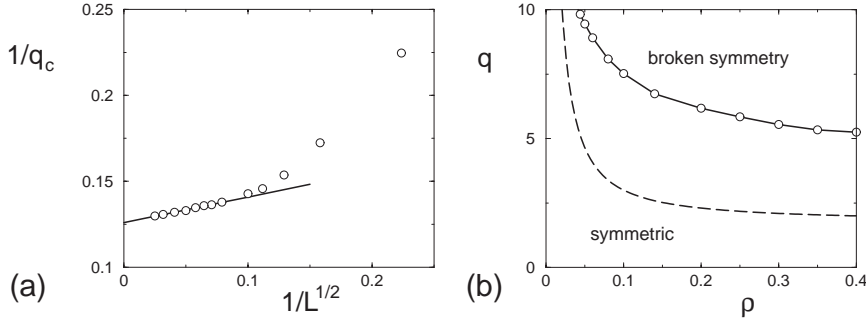 0.25
1/q_c
0.2
0.15
0.1
0
0.1
0.2
1/L^{1/2}
(a)
10
q
5
0
broken symmetry
symmetric
0
0.1
0.2
0.3
0.4
ρ
(b)